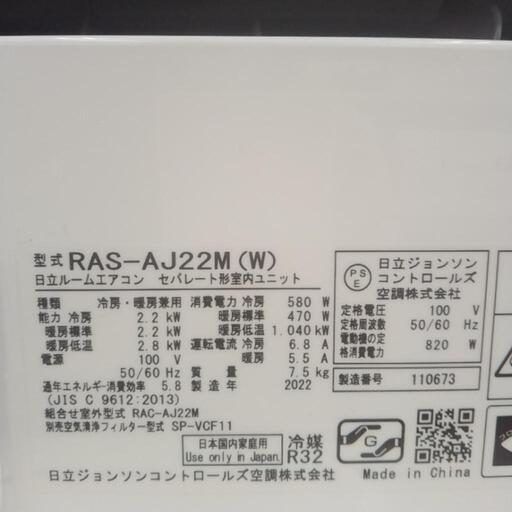 型式 RAS-AJ22M(W)
日立ルームエアコン セパレート形室内ユニット
種類 冷房・暖房兼用
能力 冷房 2.2 kW
暖房標準 2.2 kW
暖房低温 2.8 kW
電源 100 V
50/60 Hz
通年エネルギー消費効率 5.8
(JIS C 9612:2013)
組合せ室外型式 RAC-AJ22M
別売空気清浄フィルター型式 SP-VCF11
消費電力 冷房 580 W
暖房標準 470 W
暖房低温 1.040 kW
運転電流 冷房 6.8 A
暖房 5.5 A
質量 7.5 kg
製造年 2022
日本国内家庭用
Use only in Japan.
冷媒
R32
日立ジョンソンコントロールズ空調株式会社
PS
E
日立ジョンソン
コントロールズ
空調株式会社
定格電圧 100 V
定格周波数 50/60 Hz
電動機の定
格消費電力 820 W
製造番号 110673
G
Made in China